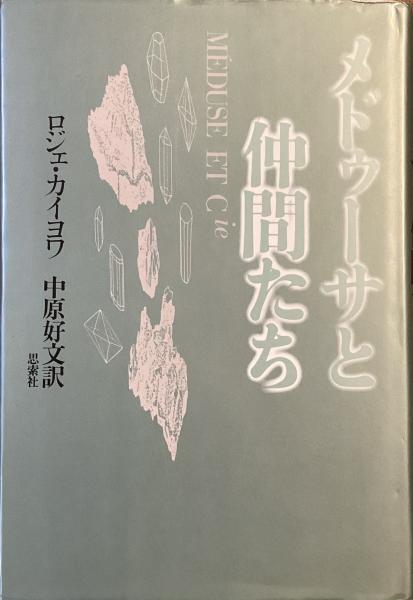 メドゥーサと
仲間たち
MÉDUSE ET Cie
ロジェ・カイヨワ
中原好文訳
思索社